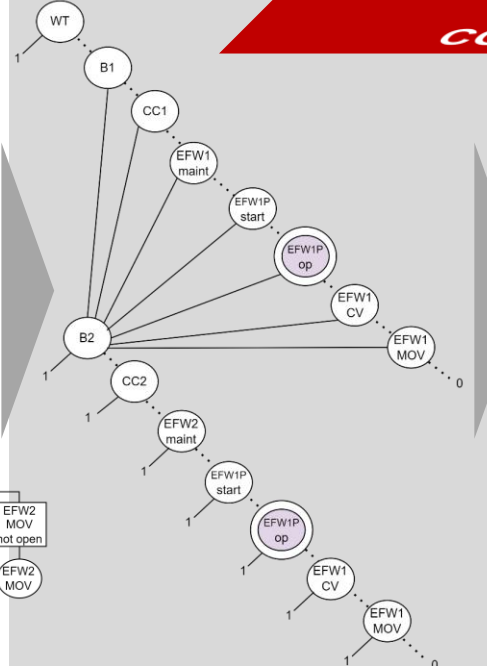 WT
co
1
B1
CC1
EFW1
maint
EFW1P
start
EFW1P
op
EFW1
CV
EFW1
MOV
0
B2
1
CC2
1
EFW2
maint
1
EFW1P
start
1
EFW1P
op
1
EFW1
CV
1
EFW1
MOV
1
0
EFW2
MOV
not open
EFW2
MOV